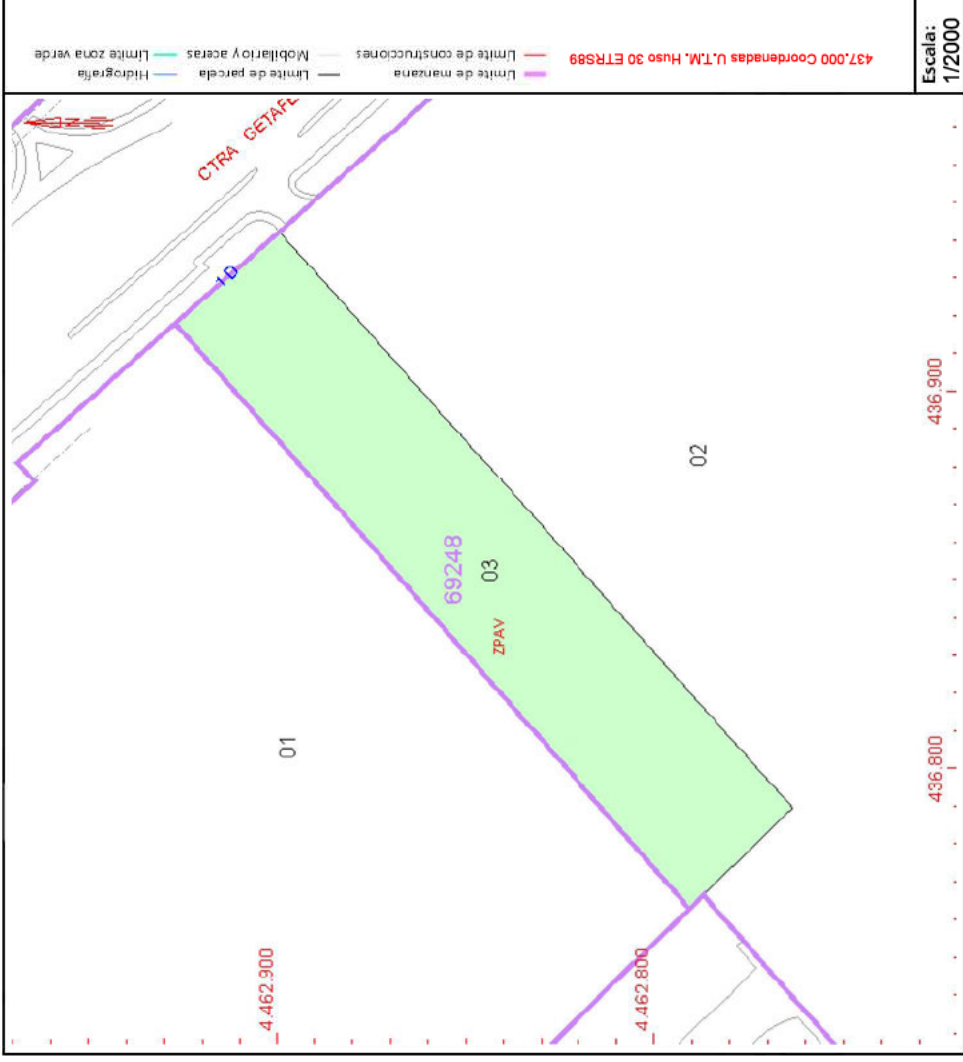 Límite de manzana
Límite de parcela
Hidrografía
Límite de construcciones
Mobiliario y aceras
Límite zona verde
437.000 Coordenadas U.T.M. Huso 30 ETRS89
Escala:
1/2000
CTRA GETAFE
N
10
69248
03
ZPAV
01
02
436.900
436.800
4.462.900
4.462.800